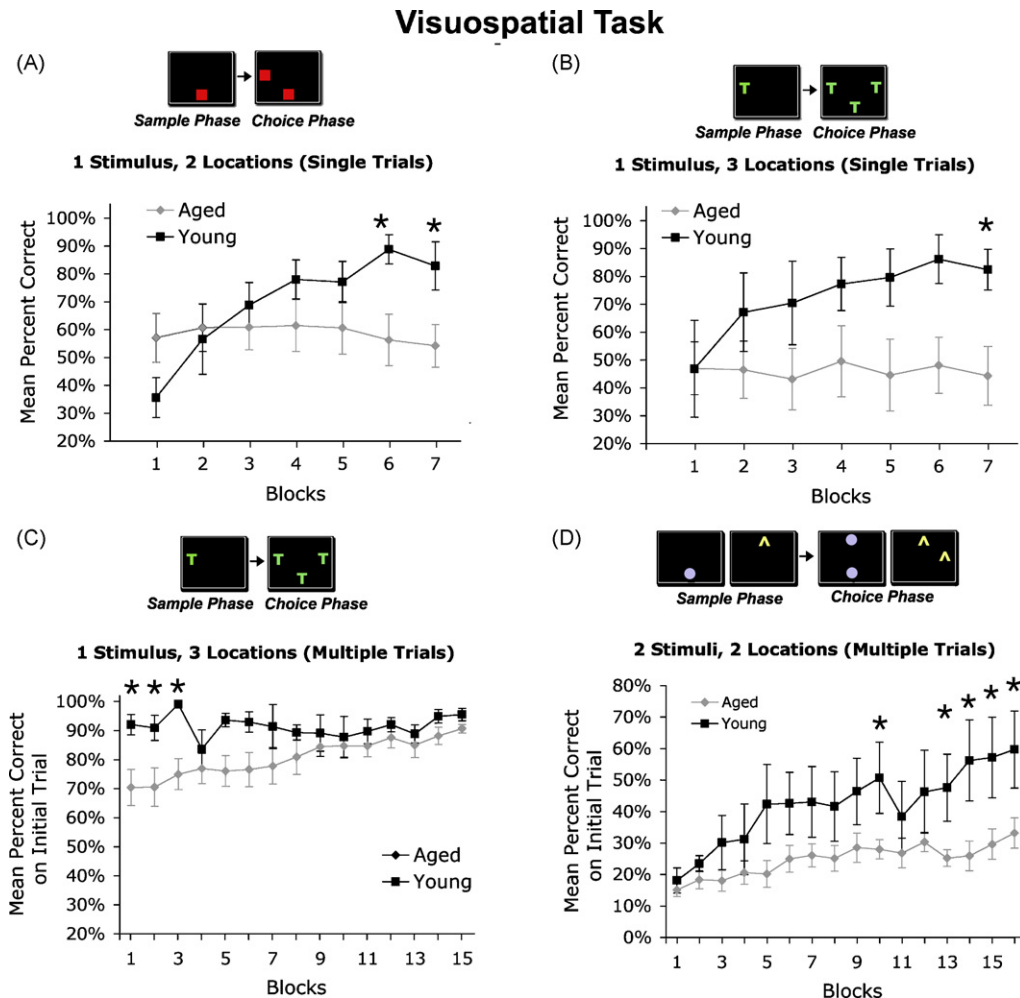 Visuospatial Task
(A)
Sample Phase Choice Phase
1 Stimulus, 2 Locations (Single Trials)
Aged
Young
Mean Percent Correct
100%
90%
80%
70%
60%
50%
40%
30%
20%
* *
1 2 3 4 5 6 7
Blocks
(B)
T T T T
Sample Phase Choice Phase
1 Stimulus, 3 Locations (Single Trials)
Aged
Young
Mean Percent Correct
100%
90%
80%
70%
60%
50%
40%
30%
20%
*
1 2 3 4 5 6 7
Blocks
(C)
T T T T
Sample Phase Choice Phase
1 Stimulus, 3 Locations (Multiple Trials)
* * *
Mean Percent Correct
on Initial Trial
100%
90%
80%
70%
60%
50%
40%
30%
20%
Aged
Young
1 3 5 7 9 11 13 15
Blocks
(D)
Sample Phase Choice Phase
2 Stimuli, 2 Locations (Multiple Trials)
Aged
Young
Mean Percent Correct
on Initial Trial
80%
70%
60%
50%
40%
30%
20%
10%
0%
* * * * *
1 3 5 7 9 11 13 15
Blocks